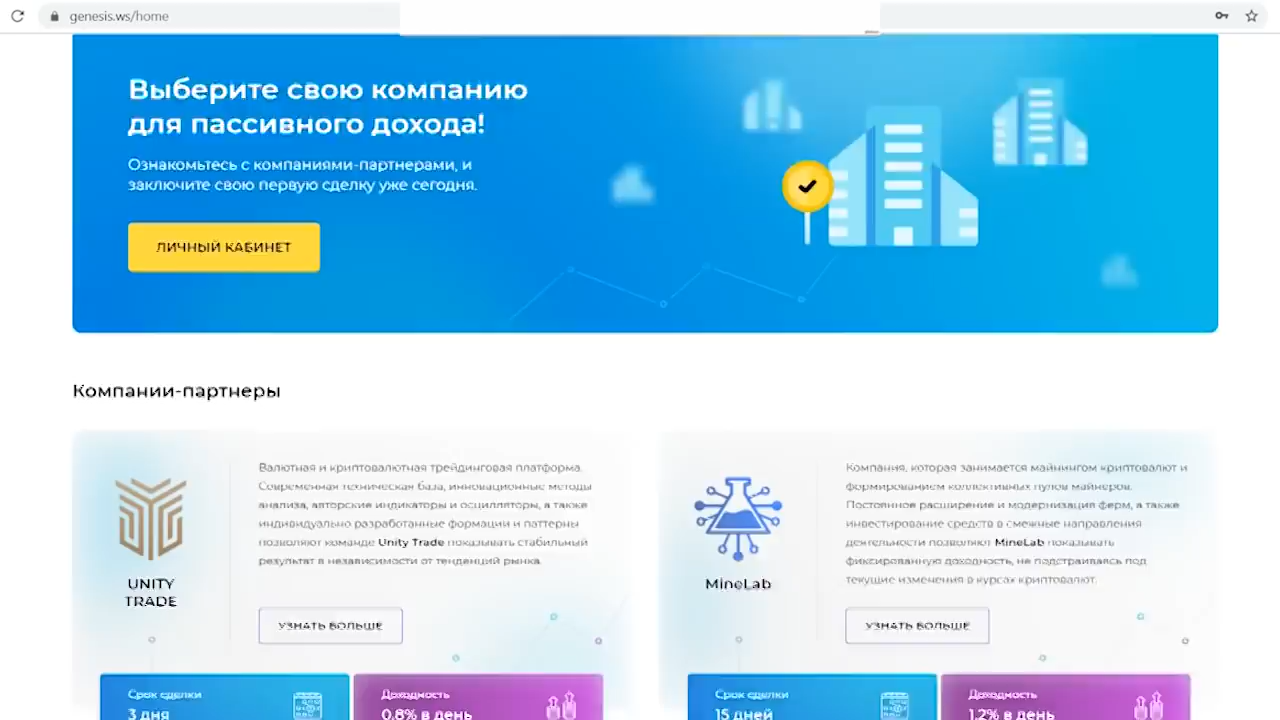 genesis.ws/home
Выберите свою компанию
для пассивного дохода!
Ознакомьтесь с компаниями-партнерами, и
заключите свою первую сделку уже сегодня.
ЛИЧНЫЙ КАБИНЕТ
Компании-партнеры
UNITY
TRADE
Валютная и криптовалютная трейдинговая платформа.
Современная техническая база, инновационные методы
анализа, авторские индикаторы и осцилляторы, а также
индивидуально разработанные формации и паттерны
позволяют команде Unity Trade показывать стабильный
результат в независимости от тенденций рынка.
УЗНАТЬ БОЛЬШЕ
Срок сделки
3 дня
Доходность
0,8% в день
MineLab
Компания, которая занимается майнингом криптовалют и
формированием коллективных пулов майнеров.
Постоянное расширение и модернизация ферм, а также
инвестирование средств в смежные направления
деятельности позволяют MineLab показывать
фиксированную доходность, не подстраиваясь под
текущие изменения в курсах криптовалют.
УЗНАТЬ БОЛЬШЕ
Срок сделки
15 дней
Доходность
1,2% в день